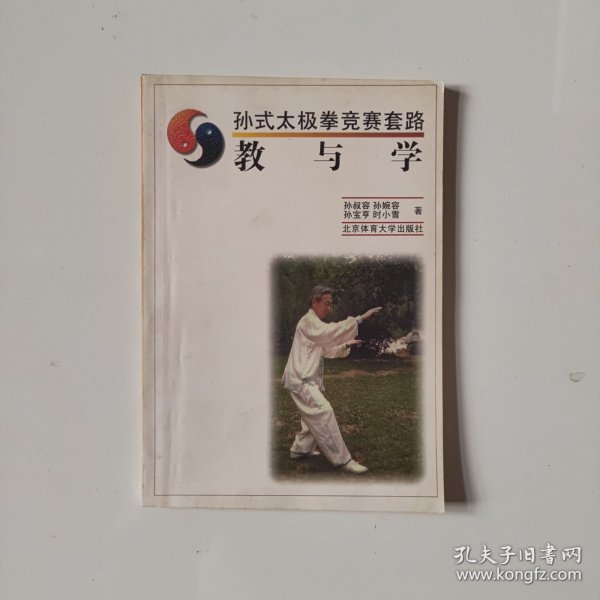 孙式太极拳竞赛套路
教与学
孙叔容 孙婉容
孙宝亨 时小雪 著
北京体育大学出版社
孔夫子旧书网
www.kongfz.com